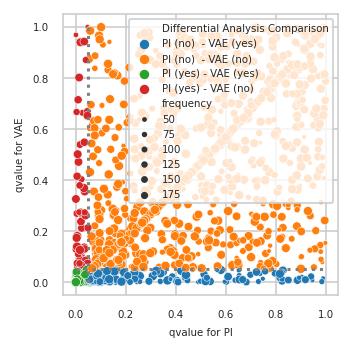 Differential Analysis Comparison
PI (no) - VAE (yes)
PI (no) - VAE (no)
PI (yes) - VAE (yes)
PI (yes) - VAE (no)
frequency
50
75
100
125
150
175
1.0
0.8
0.6
0.4
0.2
0.0
qvalue for VAE
0.0 0.2 0.4 0.6 0.8 1.0
qvalue for PI